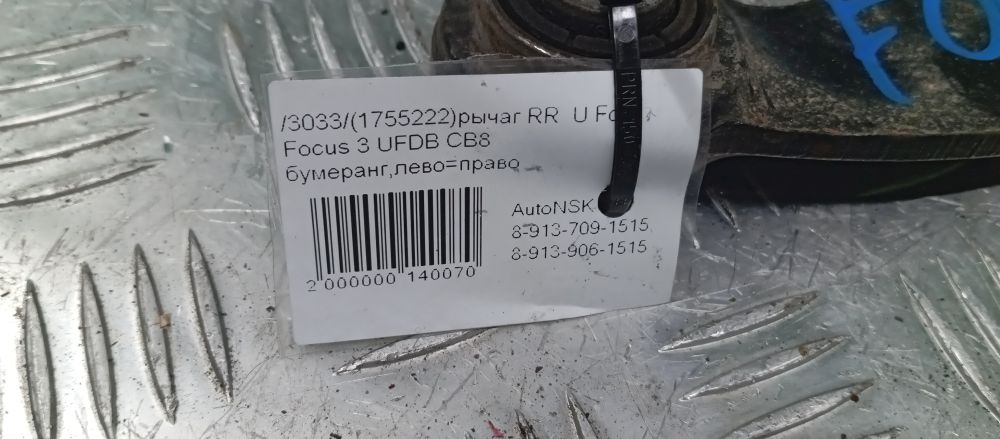 /3033/(1755222)рычаг RR U
Focus 3 UFDB CB8
бумеранг,лево=право
AutoNSK
8-913-709-1515
8-913-906-1515
2 000000 140070